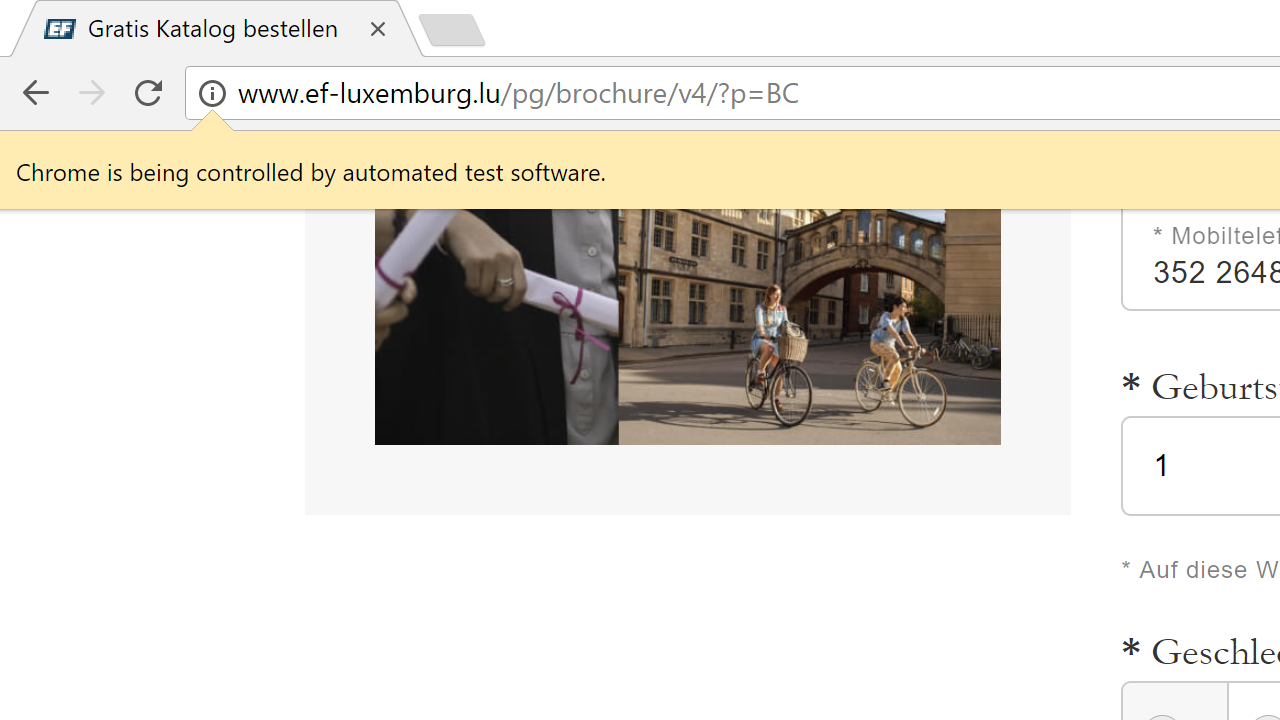 EF Gratis Katalog bestellen
www.ef-luxemburg.lu/pg/brochure/v4/?p=BC
Chrome is being controlled by automated test software.
* Mobiltelef
352 2648
* Geburts
1
* Auf diese W
* Geschlec